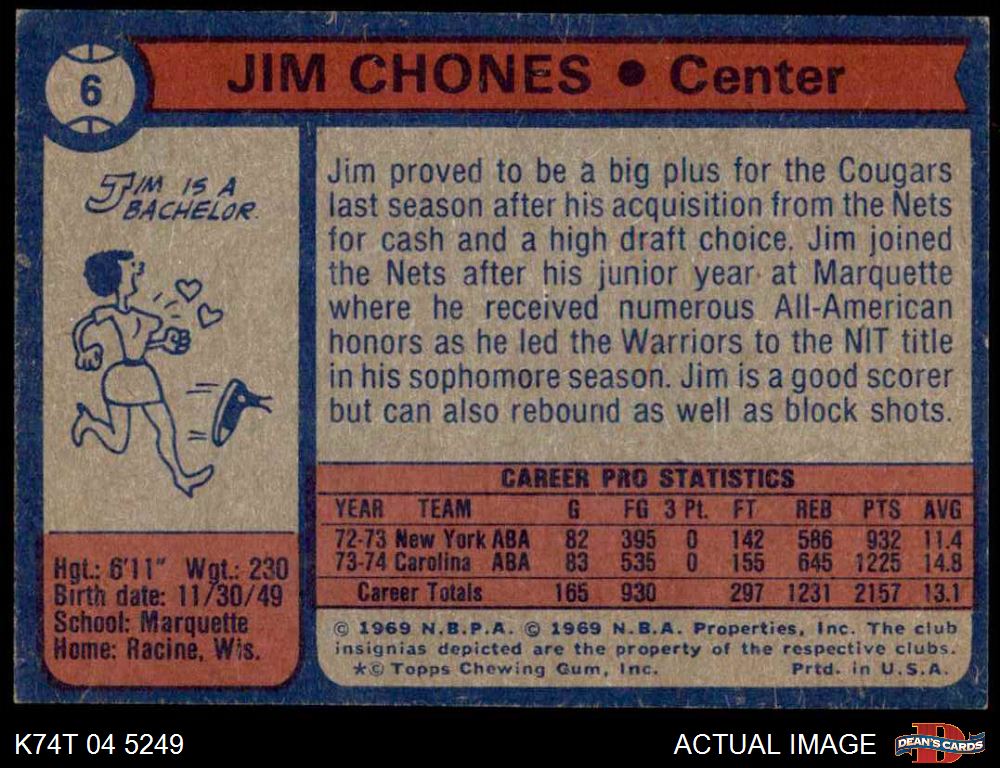 6
JIM CHONES • Center
JIM IS A
BACHELOR.
Jim proved to be a big plus for the Cougars
last season after his acquisition from the Nets
for cash and a high draft choice. Jim joined
the Nets after his junior year at Marquette
where he received numerous All-American
honors as he led the Warriors to the NIT title
in his sophomore season. Jim is a good scorer
but can also rebound as well as block shots.
Hgt.: 6'11" Wgt.: 230
Birth date: 11/30/49
School: Marquette
Home: Racine, Wis.
CAREER PRO STATISTICS
YEAR TEAM G FG 3 Pt. FT REB PTS AVG
72-73 New York ABA 82 395 0 142 586 932 11.4
73-74 Carolina ABA 83 535 0 155 645 1225 14.8
Career Totals 165 930 297 1231 2157 13.1
© 1969 N.B.P.A. © 1969 N.B.A. Properties, Inc. The club
insignias depicted are the property of the respective clubs.
*© Topps Chewing Gum, Inc. Prtd. in U.S.A.
K74T 04 5249
ACTUAL IMAGE
D
DEAN'S CARDS